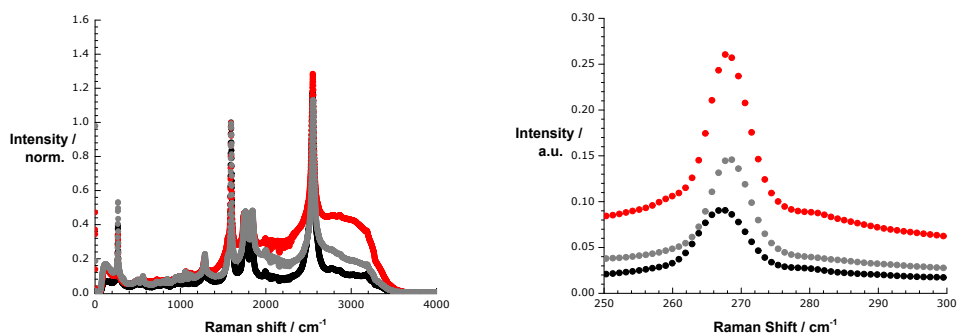 1.6
1.4
1.2
1.0
Intensity /
norm.
0.8
0.6
0.4
0.2
0.0
0 1000 2000 3000 4000
Raman shift / cm-1
0.30
0.25
0.20
Intensity /
a.u.
0.15
0.10
0.05
0.00
250 260 270 280 290 300
Raman Shift / cm-1